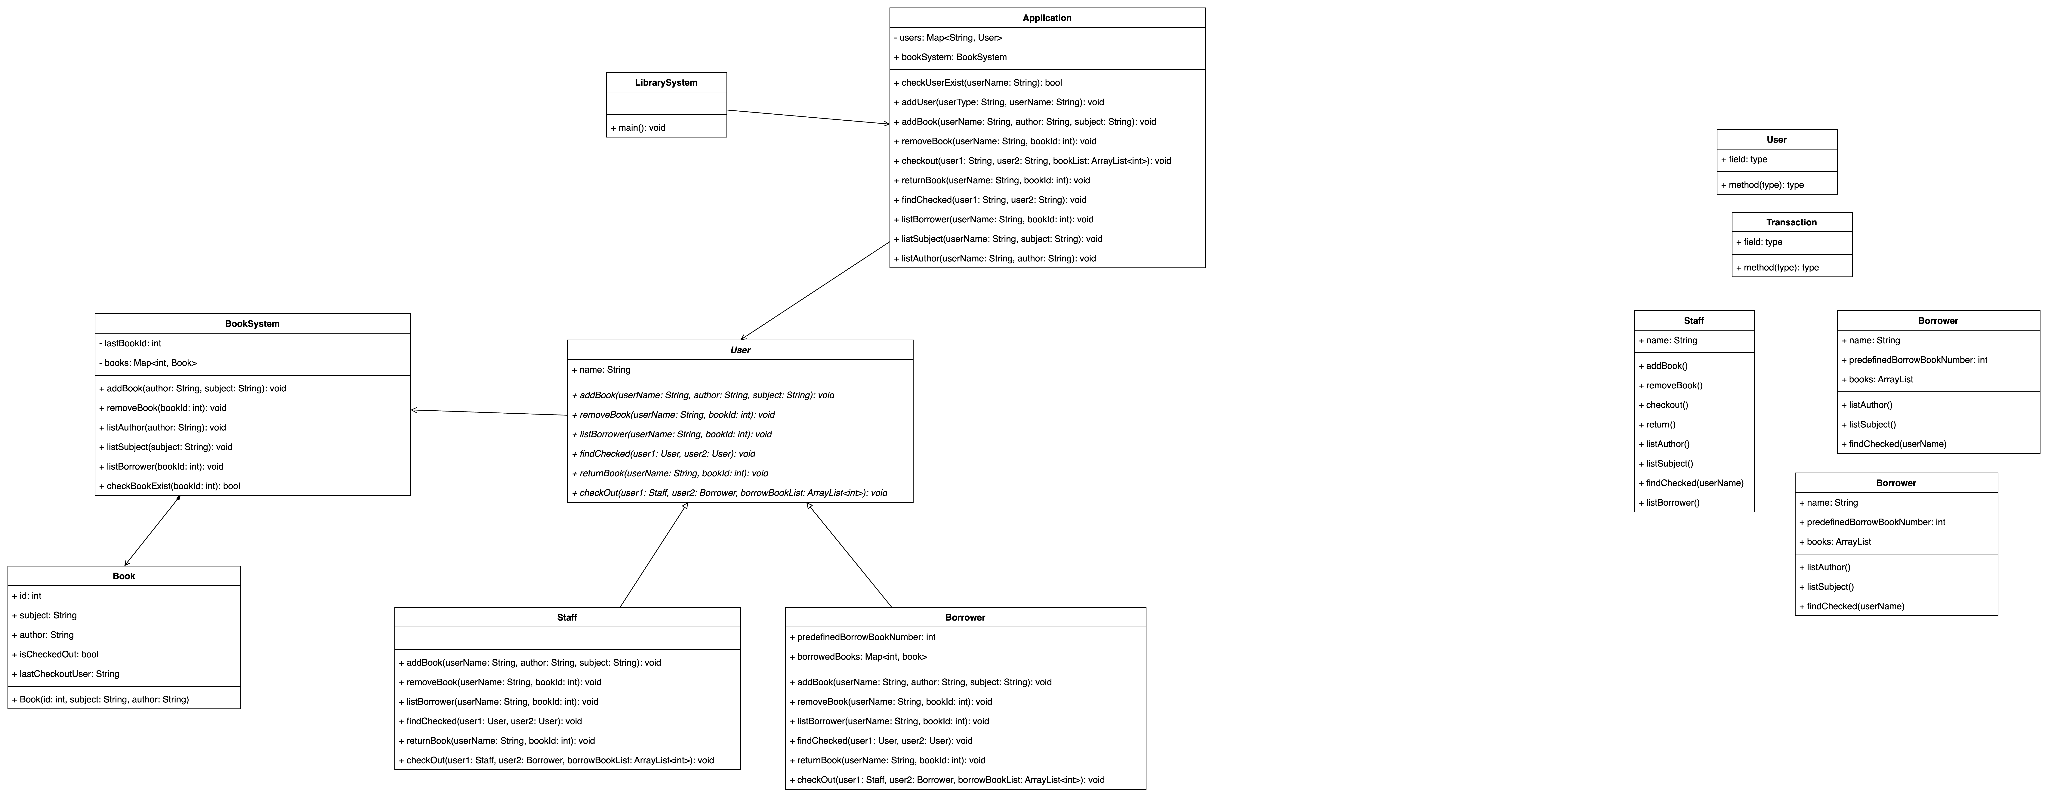 Application
- users: Map<String, User>
+ bookSystem: BookSystem
+ checkUserExist(userName: String): bool
+ addUser(userType: String, userName: String): void
+ addBook(userName: String, author: String, subject: String): void
+ removeBook(userName: String, bookId: int): void
+ checkout(user1: String, user2: String, bookList: ArrayList<int>): void
+ returnBook(userName: String, bookId: int): void
+ findChecked(user1: String, user2: String): void
+ listBorrower(userName: String, bookId: int): void
+ listSubject(userName: String, subject: String): void
+ listAuthor(userName: String, author: String): void
LibrarySystem
+ main(): void
BookSystem
- lastBookId: int
- books: Map<int, Book>
+ addBook(author: String, subject: String): void
+ removeBook(bookId: int): void
+ listAuthor(author: String): void
+ listSubject(subject: String): void
+ listBorrower(bookId: int): void
+ checkBookExist(bookId: int): bool
User
+ name: String
+ addBook(userName: String, author: String, subject: String): void
+ removeBook(userName: String, bookId: int): void
+ listBorrower(userName: String, bookId: int): void
+ findChecked(user1: User, user2: User): void
+ returnBook(userName: String, bookId: int): void
+ checkOut(user1: Staff, user2: Borrower, borrowBookList: ArrayList<int>): void
Book
+ id: int
+ subject: String
+ author: String
+ isCheckedOut: bool
+ lastCheckoutUser: String
+ Book(id: int, subject: String, author: String)
Staff
+ addBook(userName: String, author: String, subject: String): void
+ removeBook(userName: String, bookId: int): void
+ listBorrower(userName: String, bookId: int): void
+ findChecked(user1: User, user2: User): void
+ returnBook(userName: String, bookId: int): void
+ checkOut(user1: Staff, user2: Borrower, borrowBookList: ArrayList<int>): void
Borrower
+ predefinedBorrowBookNumber: int
+ borrowedBooks: Map<int, book>
+ addBook(userName: String, author: String, subject: String): void
+ removeBook(userName: String, bookId: int): void
+ listBorrower(userName: String, bookId: int): void
+ findChecked(user1: User, user2: User): void
+ returnBook(userName: String, bookId: int): void
+ checkOut(user1: Staff, user2: Borrower, borrowBookList: ArrayList<int>): void
User
+ field: type
+ method(type): type
Transaction
+ field: type
+ method(type): type
Staff
+ name: String
+ addBook()
+ removeBook()
+ checkout()
+ return()
+ listAuthor()
+ listSubject()
+ findChecked(userName)
+ listBorrower()
Borrower
+ name: String
+ predefinedBorrowBookNumber: int
+ books: ArrayList
+ listAuthor()
+ listSubject()
+ findChecked(userName)
Borrower
+ name: String
+ predefinedBorrowBookNumber: int
+ books: ArrayList
+ listAuthor()
+ listSubject()
+ findChecked(userName)